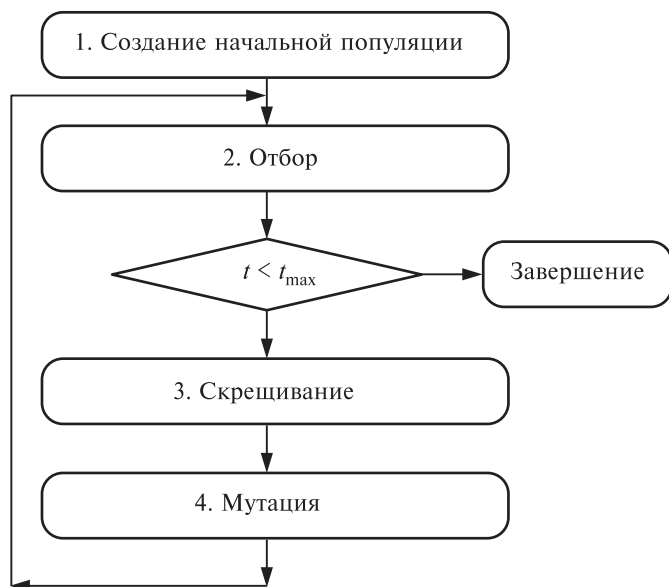 1. Создание начальной популяции
2. Отбор
t < tmax
Завершение
3. Скрещивание
4. Мутация